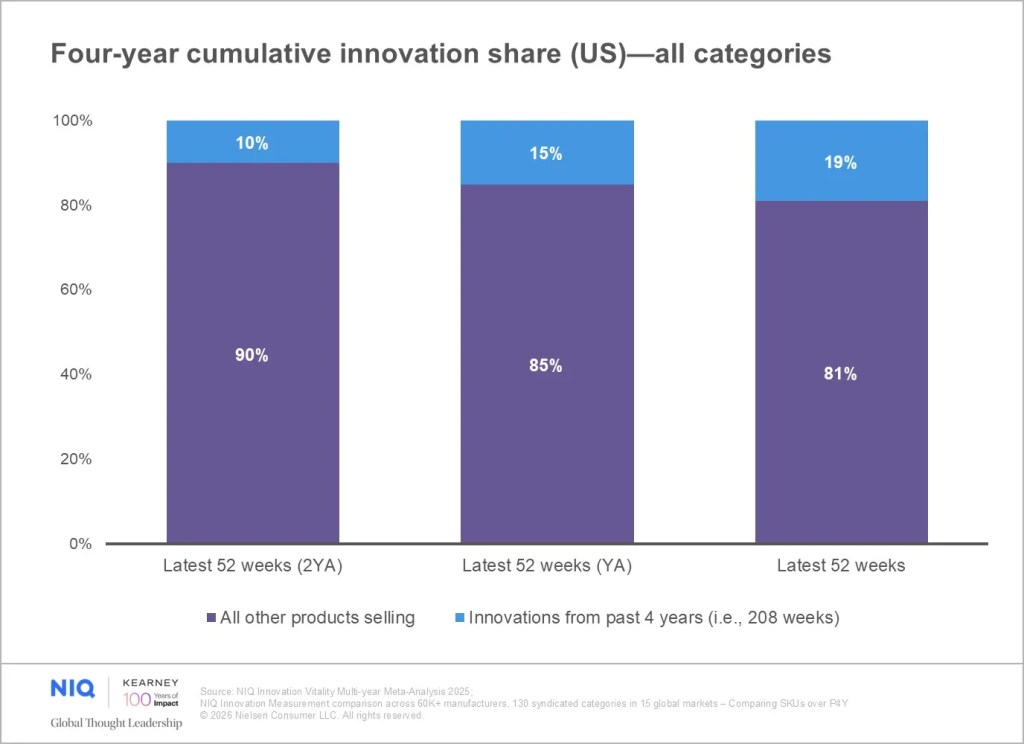 Four-year cumulative innovation share (US)—all categories
100%
80%
60%
40%
20%
0%
10%
90%
15%
85%
19%
81%
Latest 52 weeks (2YA)
Latest 52 weeks (YA)
Latest 52 weeks
All other products selling
Innovations from past 4 years (i.e., 208 weeks)
NIQ
KEARNEY
100 Years of Impact
Global Thought Leadership
Source: NIQ Innovation Vitality Multi-year Meta-Analysis 2025;
NIQ Innovation Measurement comparison across 60K+ manufacturers, 130 syndicated categories in 15 global markets – Comparing SKUs over P4Y
© 2026 Nielsen Consumer LLC. All rights reserved.